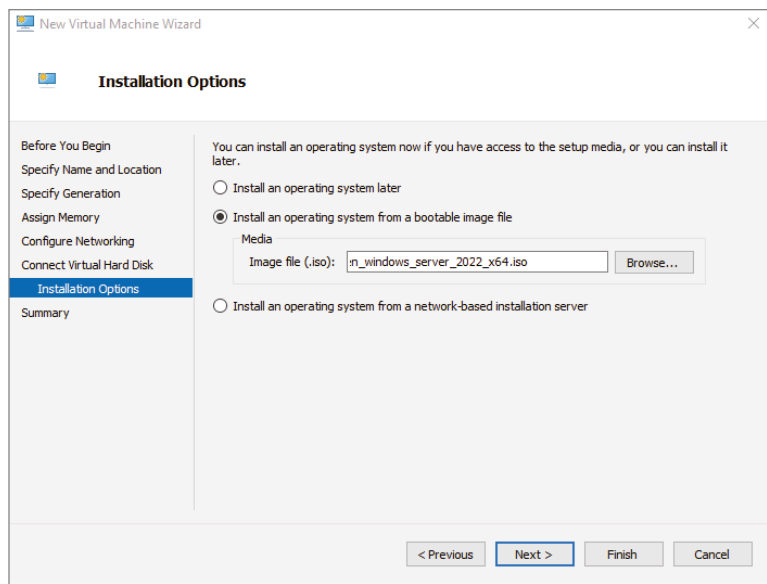 New Virtual Machine Wizard
Installation Options
Before You Begin
Specify Name and Location
Specify Generation
Assign Memory
Configure Networking
Connect Virtual Hard Disk
Installation Options
Summary
You can install an operating system now if you have access to the setup media, or you can install it
later.
Install an operating system later
Install an operating system from a bootable image file
Media
Image file (.iso): :n_windows_server_2022_x64.iso Browse...
Install an operating system from a network-based installation server
< Previous Next > Finish Cancel